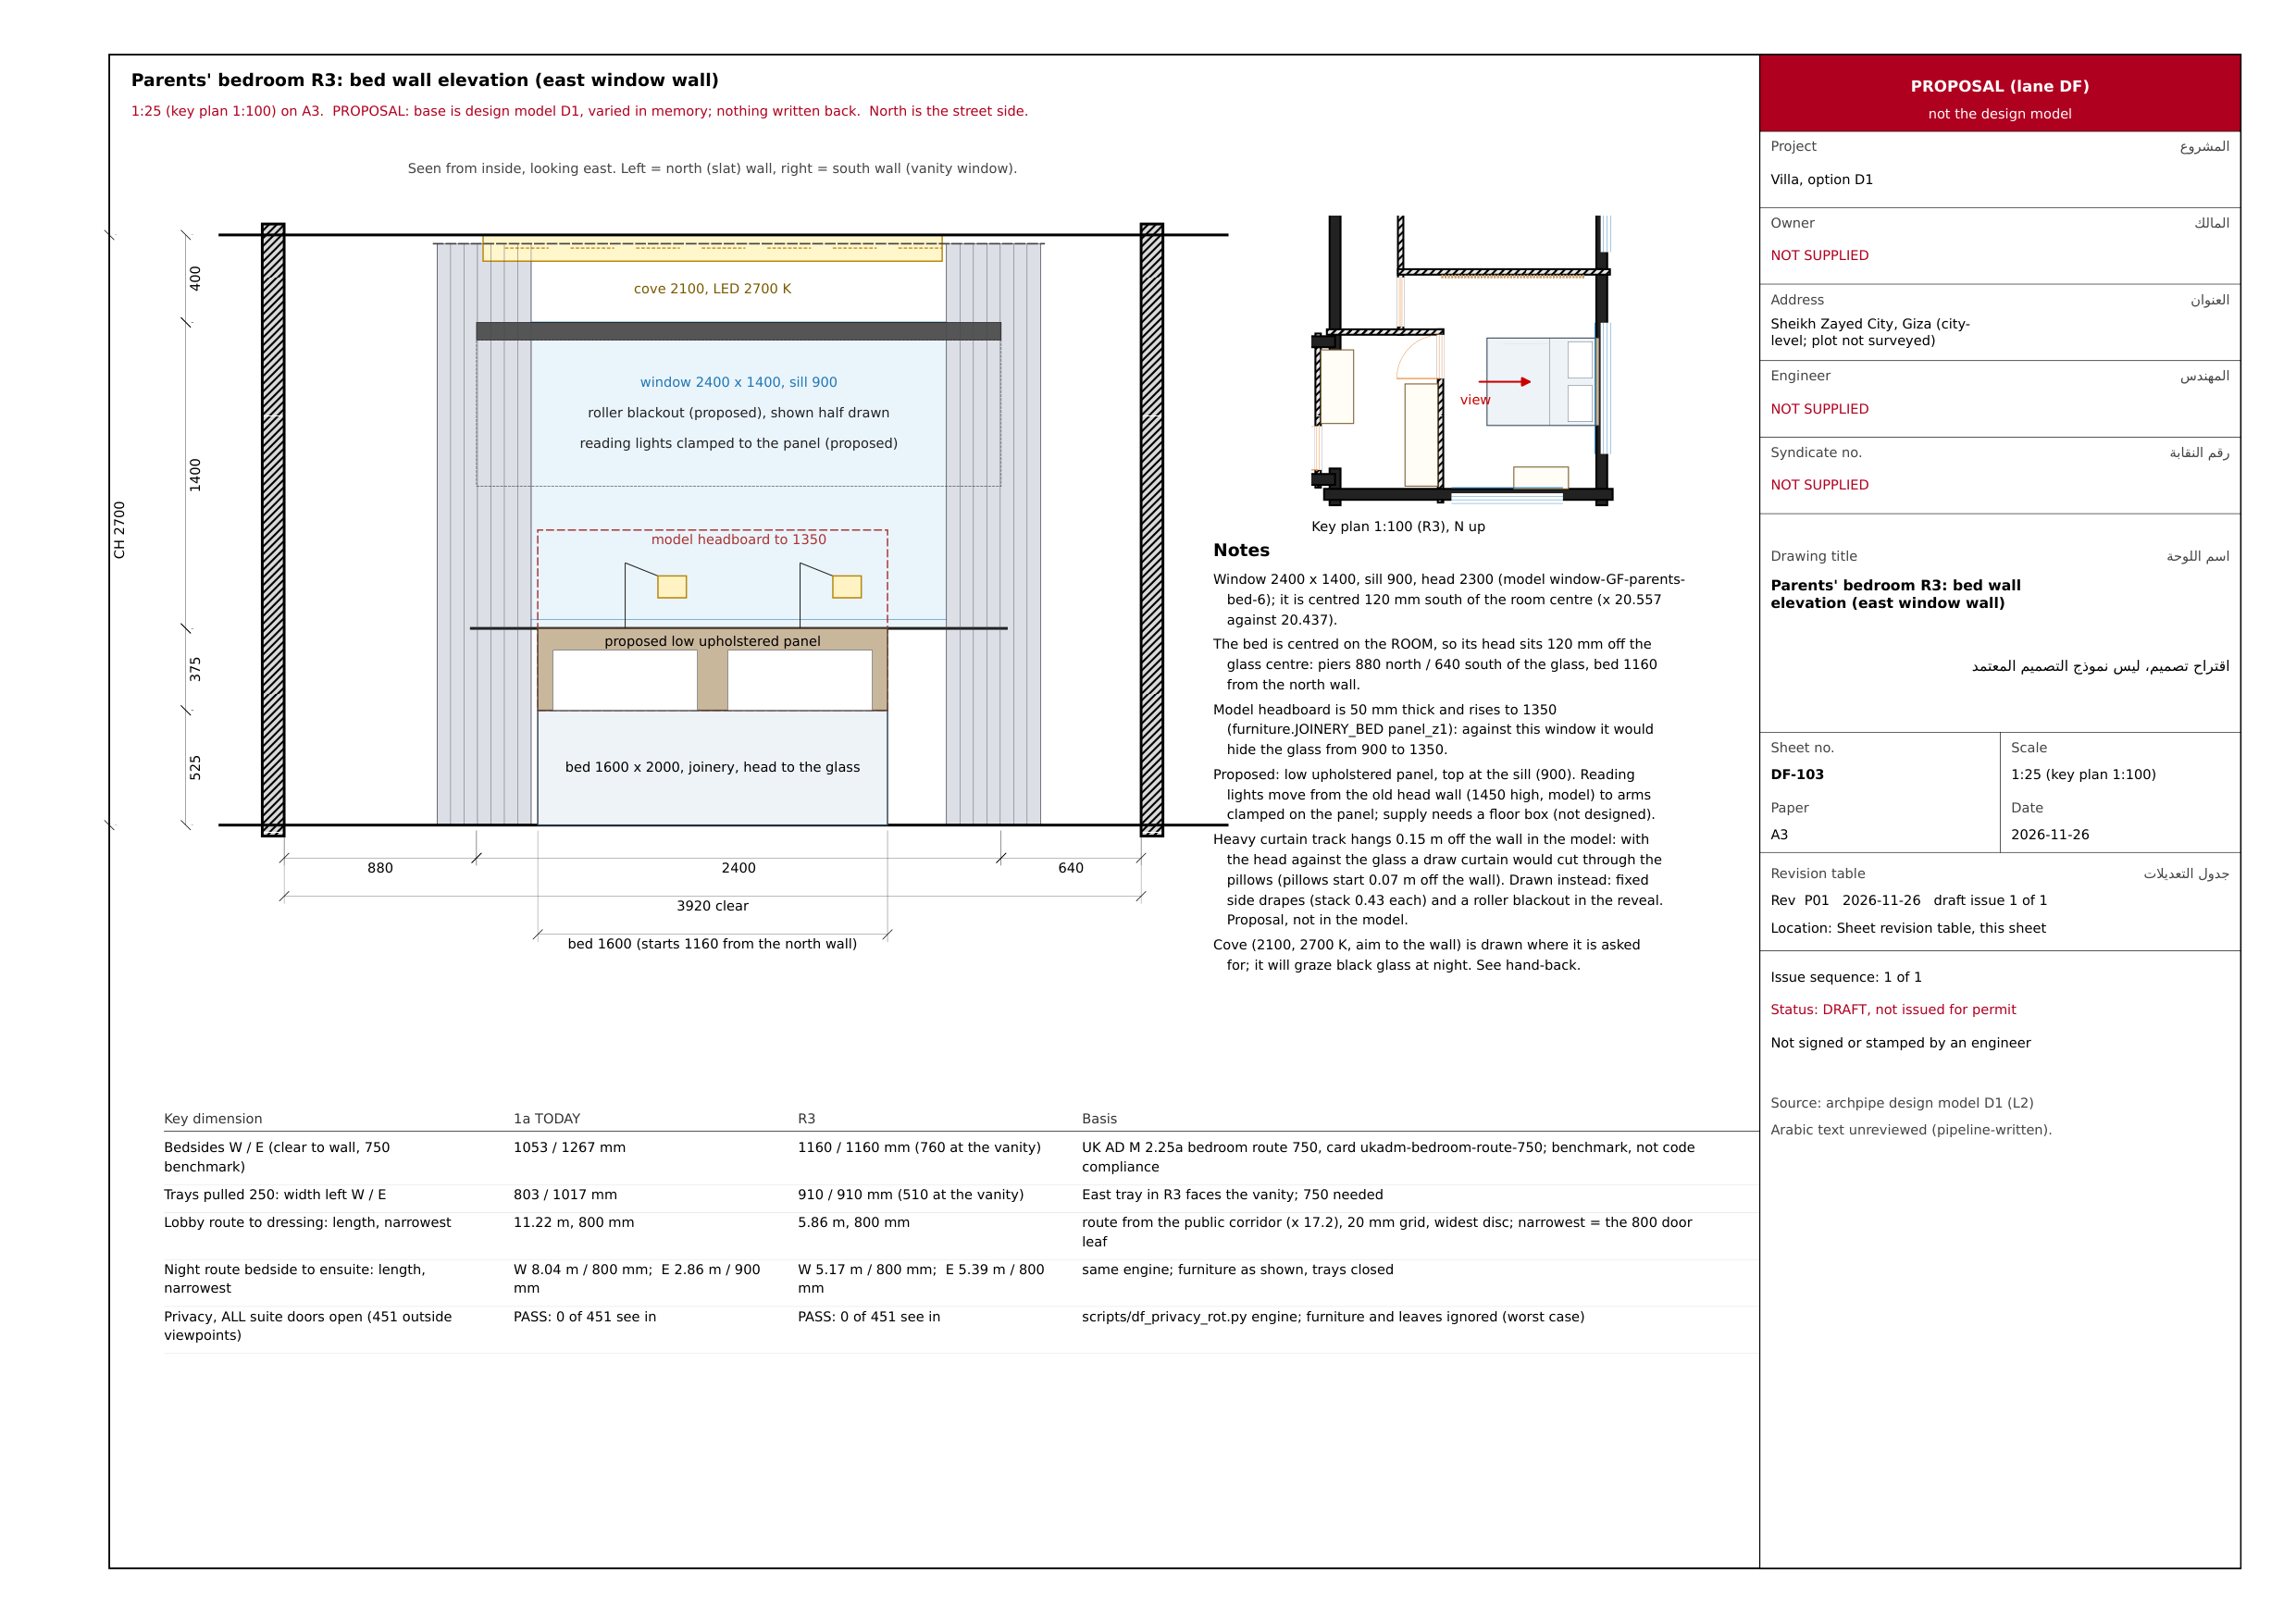 Parents' bedroom R3: bed wall elevation (east window wall)
1:25 (key plan 1:100) on A3.  PROPOSAL: base is design model D1, varied in memory; nothing written back.  North is the street side.
Seen from inside, looking east. Left = north (slat) wall, right = south wall (vanity window).
CH 2700
400
1400
375
525
cove 2100, LED 2700 K
window 2400 x 1400, sill 900
roller blackout (proposed), shown half drawn
reading lights clamped to the panel (proposed)
model headboard to 1350
proposed low upholstered panel
bed 1600 x 2000, joinery, head to the glass
880
2400
640
3920 clear
bed 1600 (starts 1160 from the north wall)
view
Key plan 1:100 (R3), N up
Notes
Window 2400 x 1400, sill 900, head 2300 (model window-GF-parents-
bed-6); it is centred 120 mm south of the room centre (x 20.557
against 20.437).
The bed is centred on the ROOM, so its head sits 120 mm off the
glass centre: piers 880 north / 640 south of the glass, bed 1160
from the north wall.
Model headboard is 50 mm thick and rises to 1350
(furniture.JOINERY_BED panel_z1): against this window it would
hide the glass from 900 to 1350.
Proposed: low upholstered panel, top at the sill (900). Reading
lights move from the old head wall (1450 high, model) to arms
clamped on the panel; supply needs a floor box (not designed).
Heavy curtain track hangs 0.15 m off the wall in the model: with
the head against the glass a draw curtain would cut through the
pillows (pillows start 0.07 m off the wall). Drawn instead: fixed
side drapes (stack 0.43 each) and a roller blackout in the reveal.
Proposal, not in the model.
Cove (2100, 2700 K, aim to the wall) is drawn where it is asked
for; it will graze black glass at night. See hand-back.
Key dimension	1a TODAY	R3	Basis
Bedsides W / E (clear to wall, 750	1053 / 1267 mm	1160 / 1160 mm (760 at the vanity)	UK AD M 2.25a bedroom route 750, card ukadm-bedroom-route-750; benchmark, not code
benchmark)	compliance
Trays pulled 250: width left W / E	803 / 1017 mm	910 / 910 mm (510 at the vanity)	East tray in R3 faces the vanity; 750 needed
Lobby route to dressing: length, narrowest	11.22 m, 800 mm	5.86 m, 800 mm	route from the public corridor (x 17.2), 20 mm grid, widest disc; narrowest = the 800 door
leaf
Night route bedside to ensuite: length,	W 8.04 m / 800 mm;  E 2.86 m / 900	W 5.17 m / 800 mm;  E 5.39 m / 800	same engine; furniture as shown, trays closed
narrowest	mm	mm
Privacy, ALL suite doors open (451 outside	PASS: 0 of 451 see in	PASS: 0 of 451 see in	scripts/df_privacy_rot.py engine; furniture and leaves ignored (worst case)
viewpoints)
PROPOSAL (lane DF)
not the design model
Project	المشروع
Villa, option D1
Owner	المالك
NOT SUPPLIED
Address	العنوان
Sheikh Zayed City, Giza (city-
level; plot not surveyed)
Engineer	المهندس
NOT SUPPLIED
Syndicate no.	رقم النقابة
NOT SUPPLIED
Drawing title	اسم اللوحة
Parents' bedroom R3: bed wall
elevation (east window wall)
اقتراح تصميم، ليس نموذج التصميم المعتمد
Sheet no.	Scale
DF-103	1:25 (key plan 1:100)
Paper	Date
A3	2026-11-26
Revision table	جدول التعديلات
Rev  P01   2026-11-26   draft issue 1 of 1
Location: Sheet revision table, this sheet
Issue sequence: 1 of 1
Status: DRAFT, not issued for permit
Not signed or stamped by an engineer
Source: archpipe design model D1 (L2)
Arabic text unreviewed (pipeline-written).